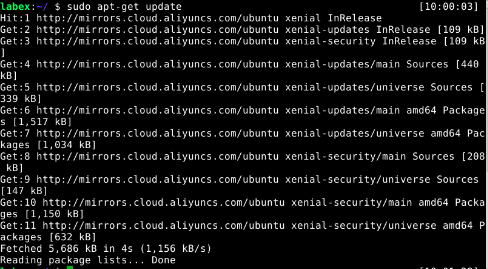 labex:~/ $ sudo apt-get update [10:00:03]
Hit:1 http://mirrors.cloud.aliyuncs.com/ubuntu xenial InRelease
Get:2 http://mirrors.cloud.aliyuncs.com/ubuntu xenial-updates InRelease [109 kB]
Get:3 http://mirrors.cloud.aliyuncs.com/ubuntu xenial-security InRelease [109 kB
]
Get:4 http://mirrors.cloud.aliyuncs.com/ubuntu xenial-updates/main Sources [440
kB]
Get:5 http://mirrors.cloud.aliyuncs.com/ubuntu xenial-updates/universe Sources [
339 kB]
Get:6 http://mirrors.cloud.aliyuncs.com/ubuntu xenial-updates/main amd64 Package
s [1,517 kB]
Get:7 http://mirrors.cloud.aliyuncs.com/ubuntu xenial-updates/universe amd64 Pac
kages [1,034 kB]
Get:8 http://mirrors.cloud.aliyuncs.com/ubuntu xenial-security/main Sources [208
 kB]
Get:9 http://mirrors.cloud.aliyuncs.com/ubuntu xenial-security/universe Sources
[147 kB]
Get:10 http://mirrors.cloud.aliyuncs.com/ubuntu xenial-security/main amd64 Packa
ges [1,150 kB]
Get:11 http://mirrors.cloud.aliyuncs.com/ubuntu xenial-security/universe amd64 P
ackages [632 kB]
Fetched 5,686 kB in 4s (1,156 kB/s)
Reading package lists... Done